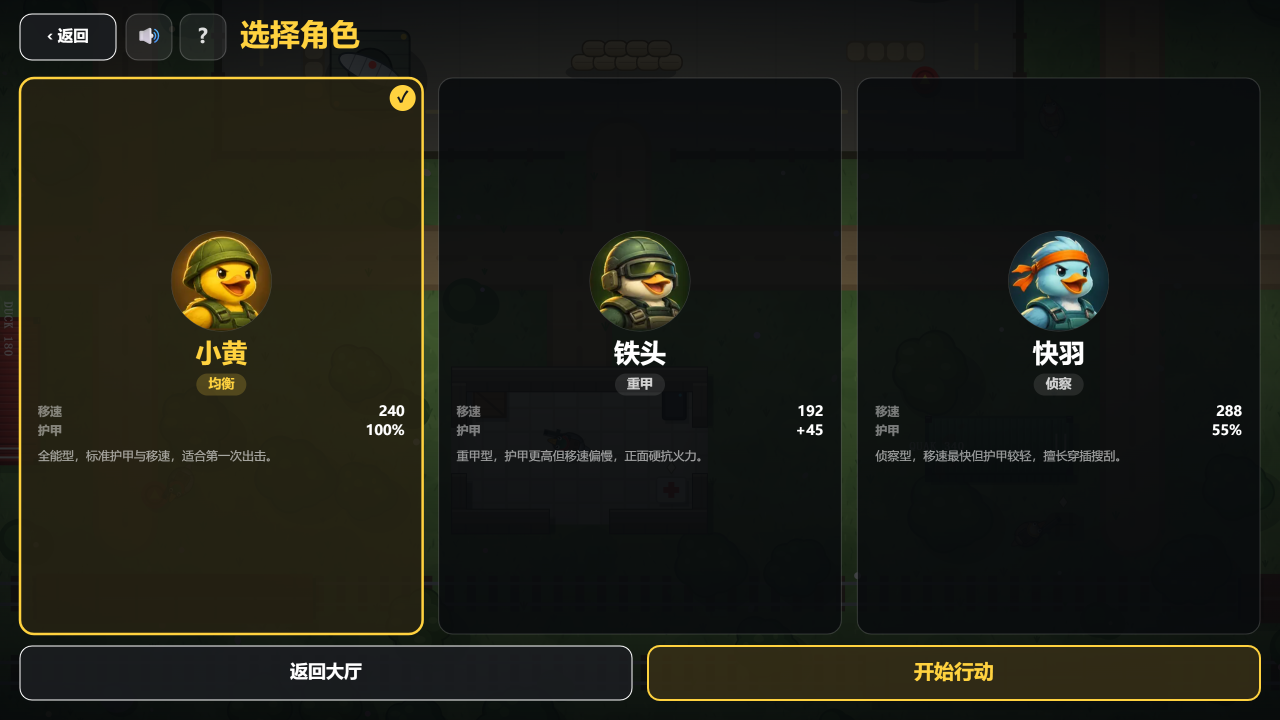 ‹ 返回
?
选择角色
小黄
均衡
移速 240
护甲 100%
全能型，标准护甲与移速，适合第一次出击。
铁头
重甲
移速 192
护甲 +45
重甲型，护甲更高但移速偏慢，正面硬抗火力。
快羽
侦察
移速 288
护甲 55%
侦察型，移速最快但护甲较轻，擅长穿插搜刮。
DUCK 180
返回大厅
开始行动